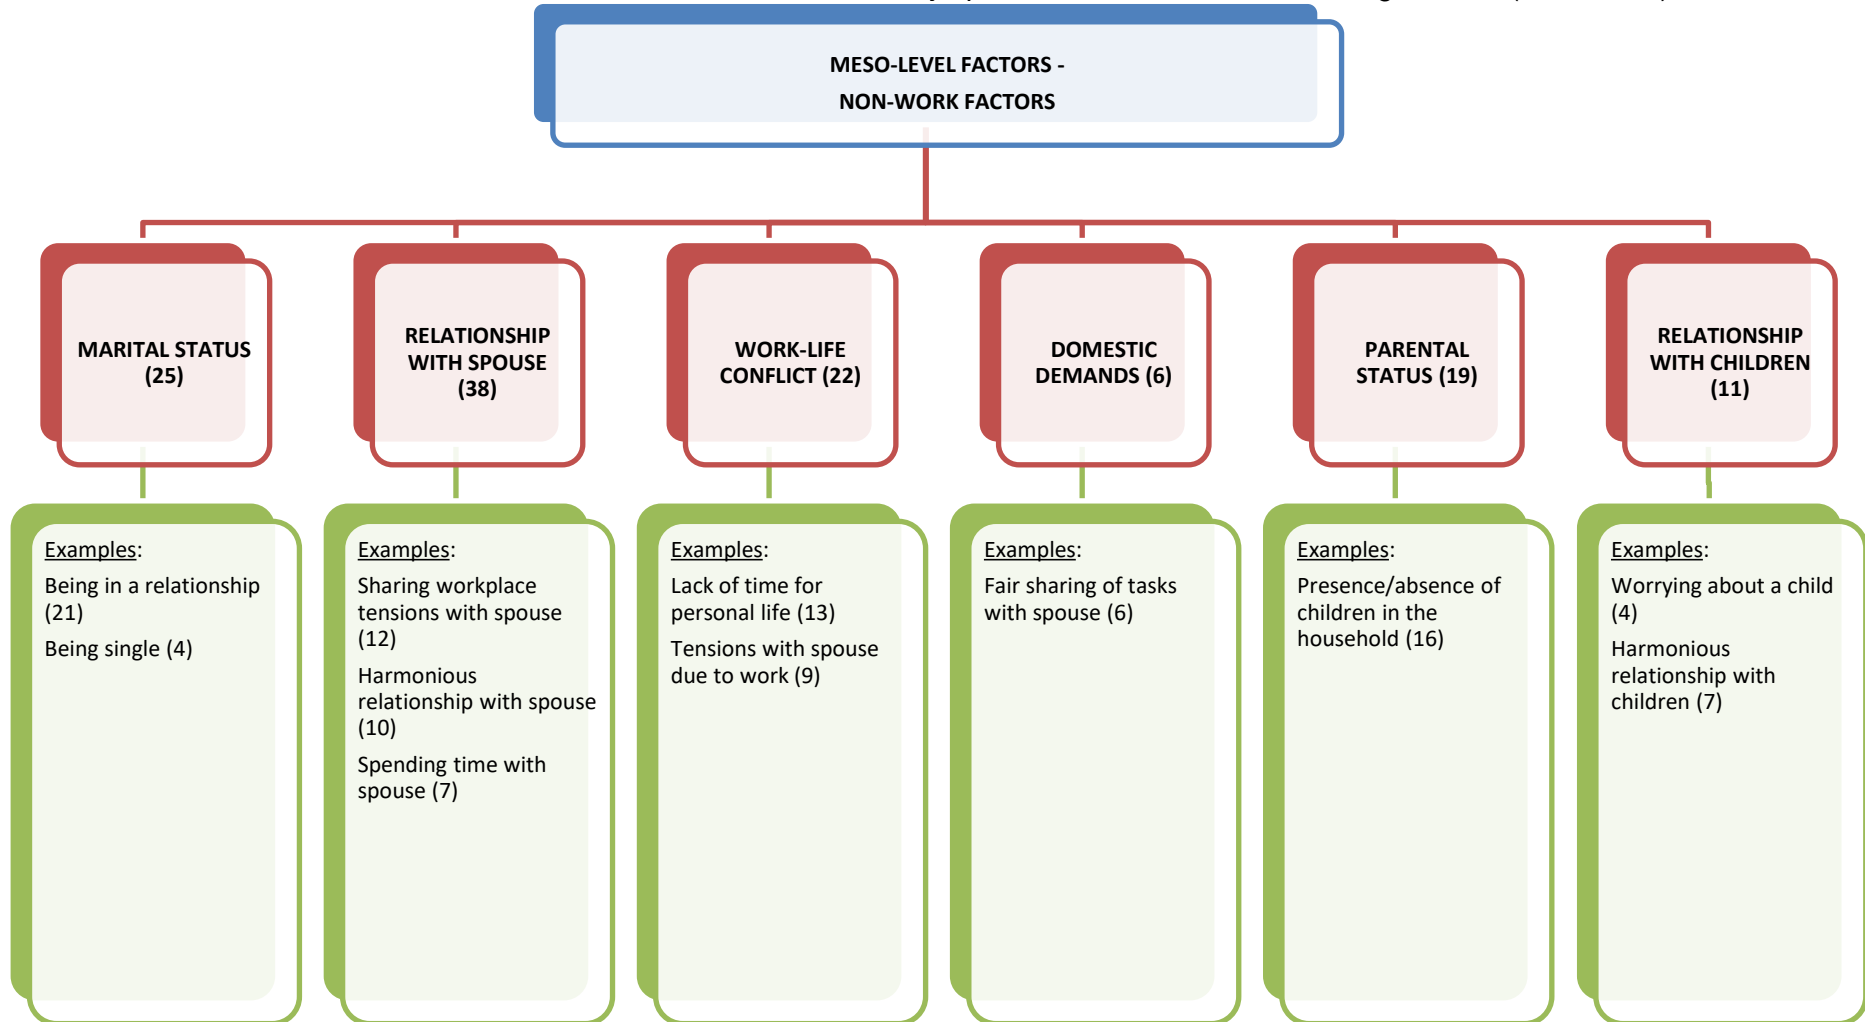 MESO-LEVEL FACTORS -
NON-WORK FACTORS
MARITAL STATUS
(25)
RELATIONSHIP
WITH SPOUSE
(38)
WORK-LIFE
CONFLICT (22)
DOMESTIC
DEMANDS (6)
PARENTAL
STATUS (19)
RELATIONSHIP
WITH CHILDREN
(11)
Examples:
Being in a relationship
(21)
Being single (4)
Examples:
Sharing workplace
tensions with spouse
(12)
Harmonious
relationship with spouse
(10)
Spending time with
spouse (7)
Examples:
Lack of time for
personal life (13)
Tensions with spouse
due to work (9)
Examples:
Fair sharing of tasks
with spouse (6)
Examples:
Presence/absence of
children in the
household (16)
Examples:
Worrying about a child
(4)
Harmonious
relationship with
children (7)